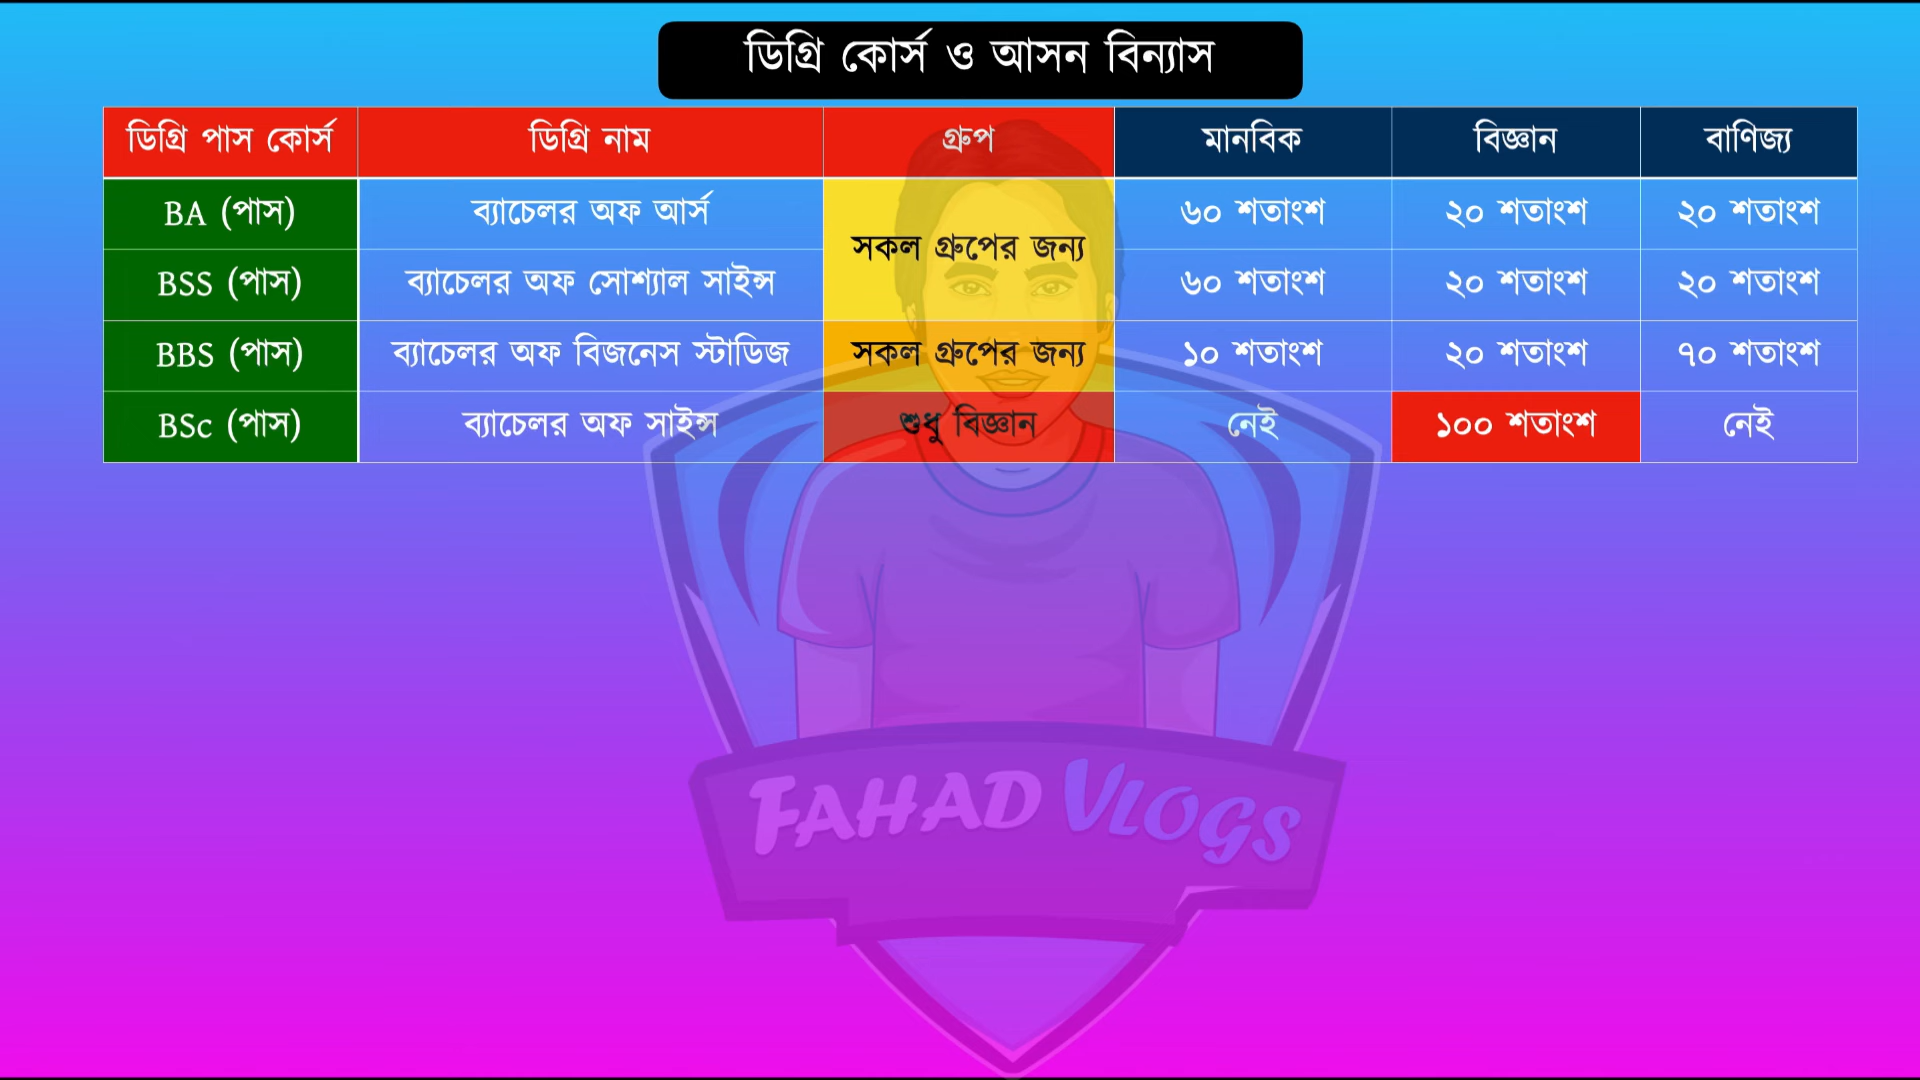 ডিগ্রি কোর্স ও আসন বিন্যাস
ডিগ্রি পাস কোর্স ডিগ্রি নাম গ্রুপ মানবিক বিজ্ঞান বাণিজ্য
BA (পাস) ব্যাচেলর অফ আর্স ৬০ শতাংশ ২০ শতাংশ ২০ শতাংশ
সকল গ্রুপের জন্য
BSS (পাস) ব্যাচেলর অফ সোশ্যাল সাইন্স ৬০ শতাংশ ২০ শতাংশ ২০ শতাংশ
BBS (পাস) ব্যাচেলর অফ বিজনেস স্টাডিজ সকল গ্রুপের জন্য ১০ শতাংশ ২০ শতাংশ ৭০ শতাংশ
BSc (পাস) ব্যাচেলর অফ সাইন্স শুধু বিজ্ঞান নেই ১০০ শতাংশ নেই
FAHAD VLOGS